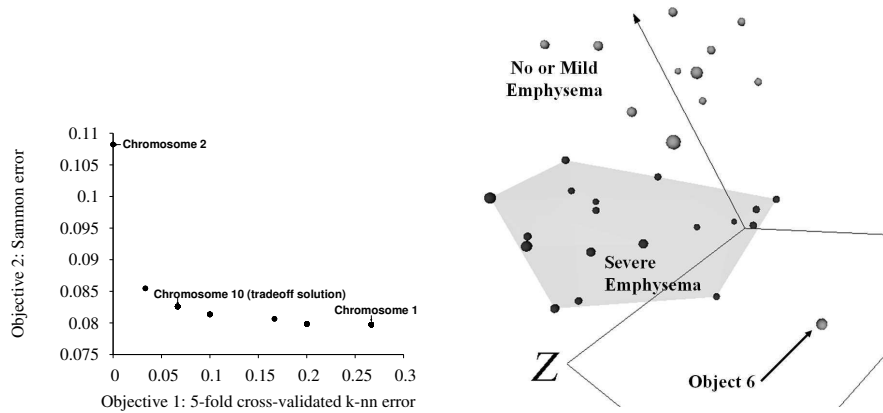 Objective 2: Sammon error
0.11
0.105
0.1
0.095
0.09
0.085
0.08
0.075
Chromosome 2
Chromosome 10 (tradeoff solution)
Chromosome 1
0
0.05
0.1
0.15
0.2
0.25
0.3
Objective 1: 5-fold cross-validated k-nn error
No or Mild
Emphysema
Severe
Emphysema
Z
Object 6